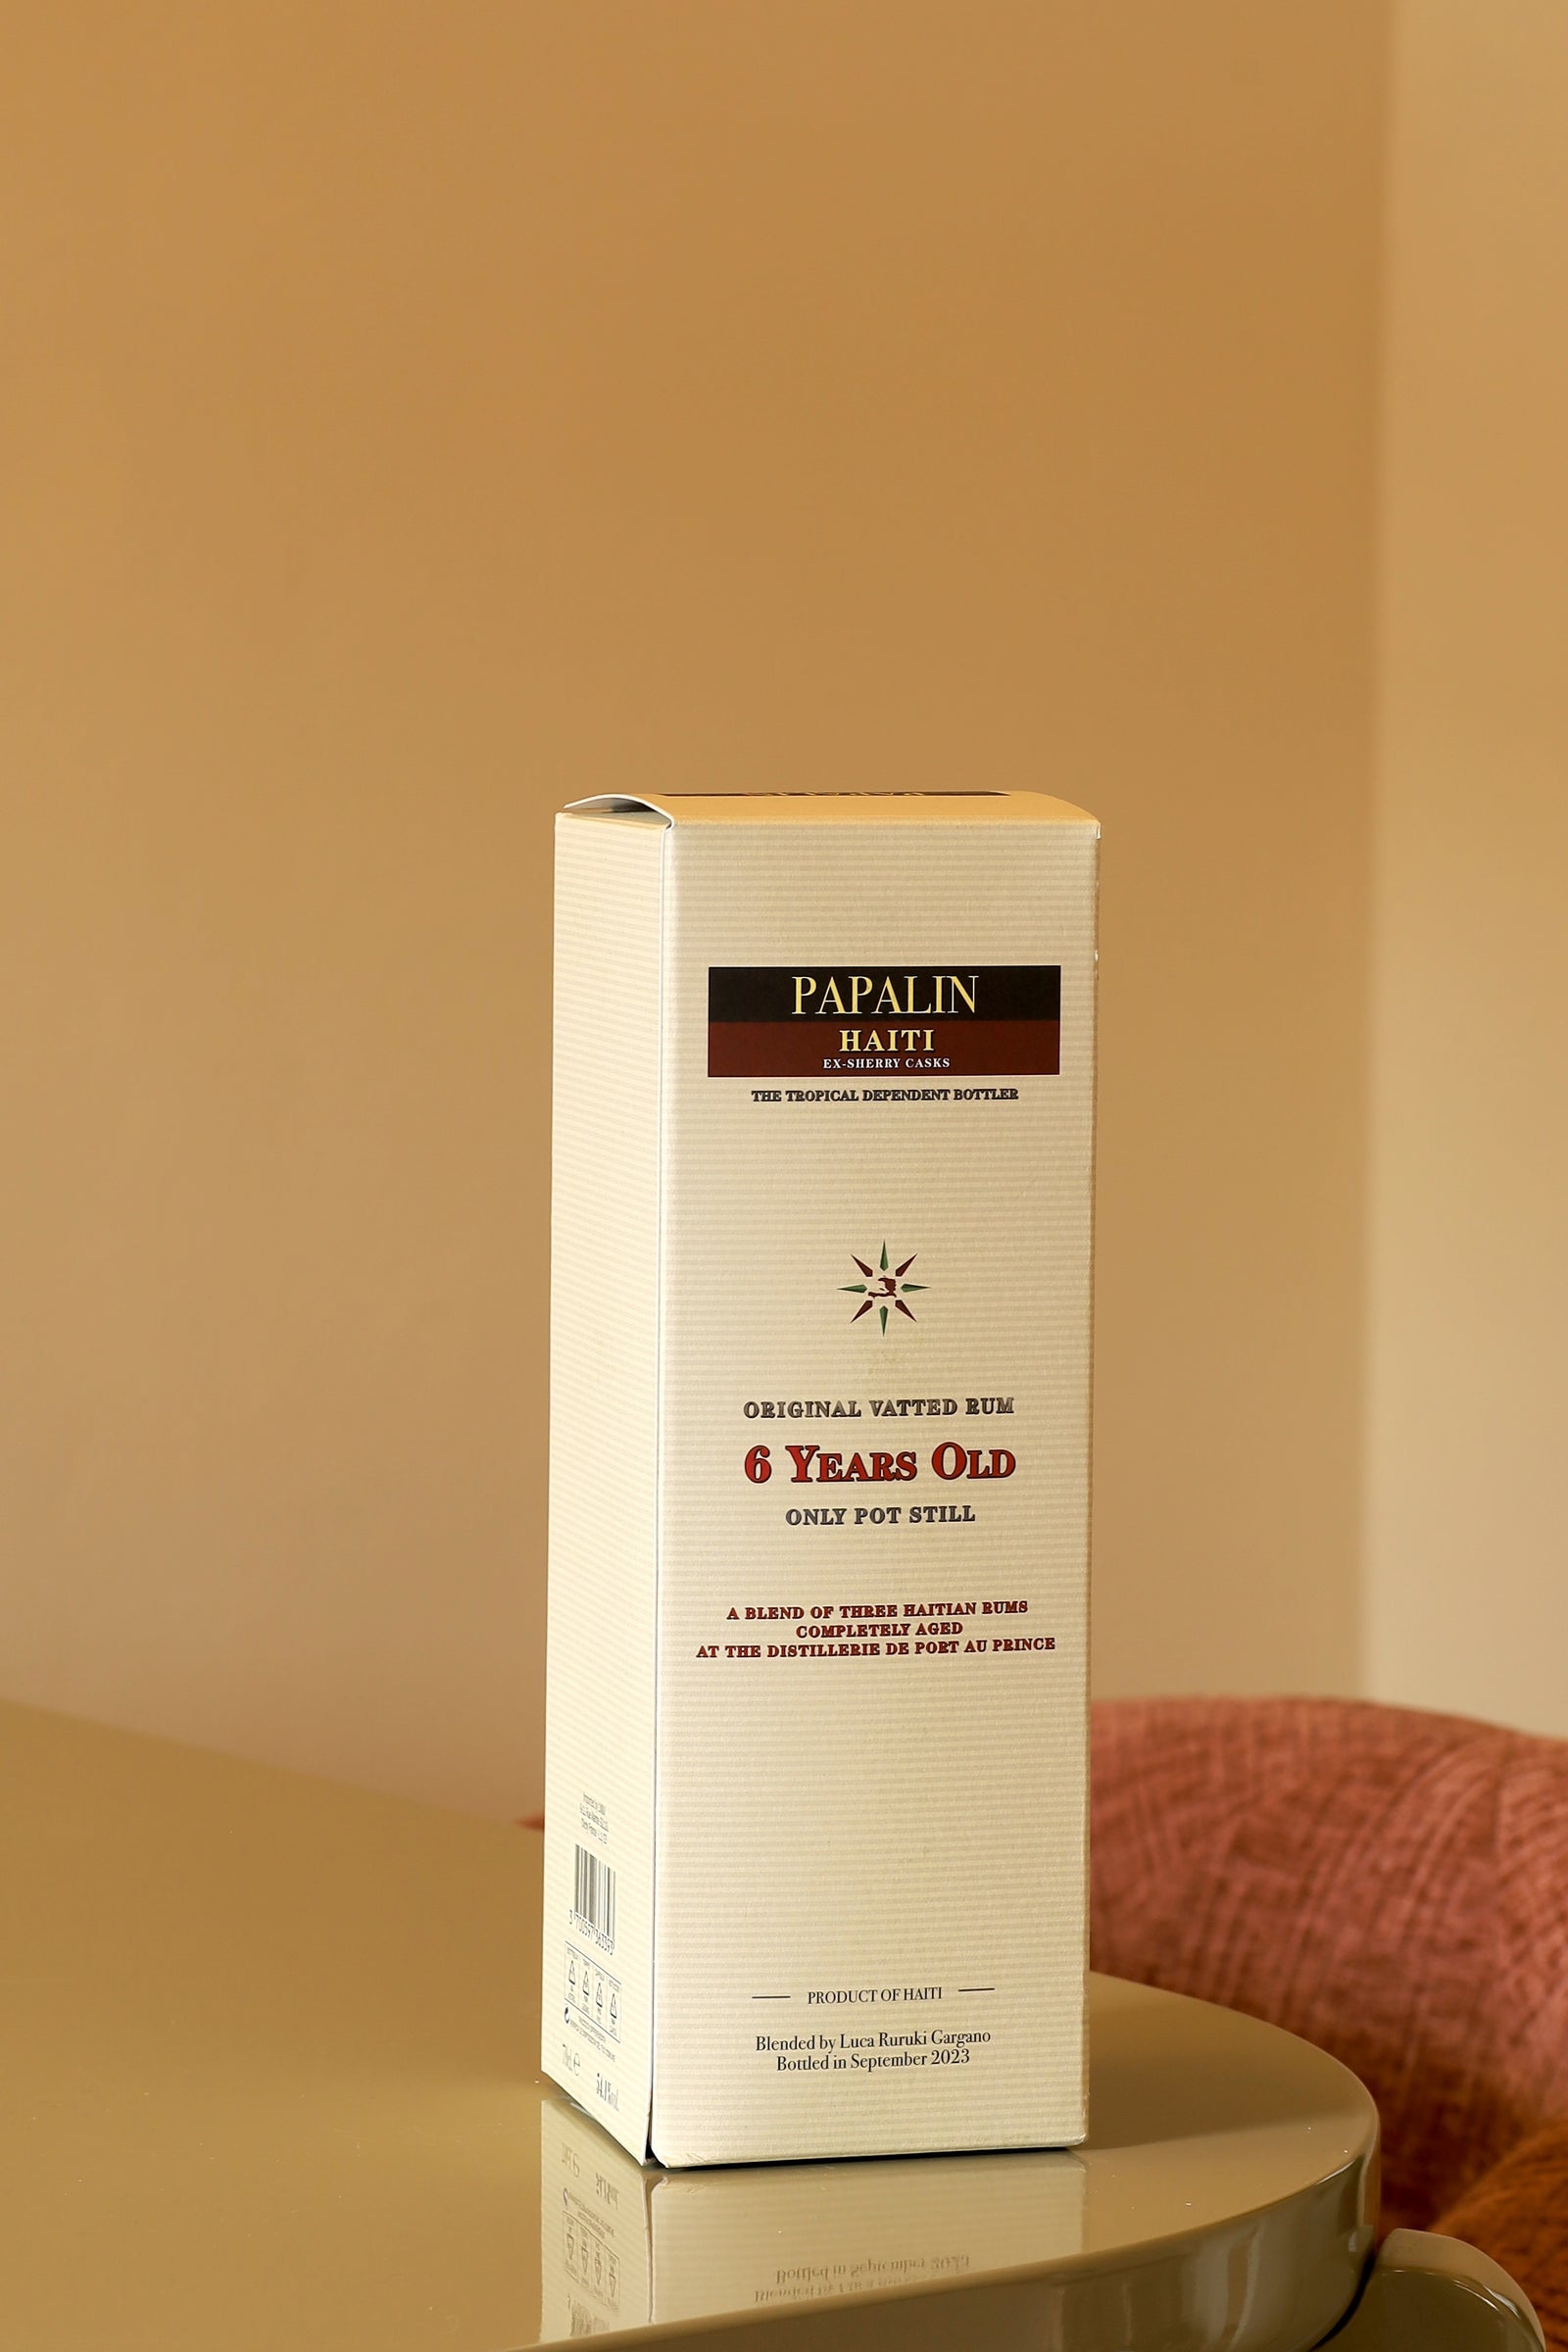 PAPALIN
HAITI
EX-SHERRY CASKS
THE TROPICAL DEPENDENT BOTTLER
ORIGINAL VATTED RUM
6 YEARS OLD
ONLY POT STILL
A BLEND OF THREE HAITIAN RUMS
COMPLETELY AGED
AT THE DISTILLERIE DE PORT AU PRINCE
PRODUCT OF HAITI
Blended by Luca Ruruki Gargano
Bottled in September 2023